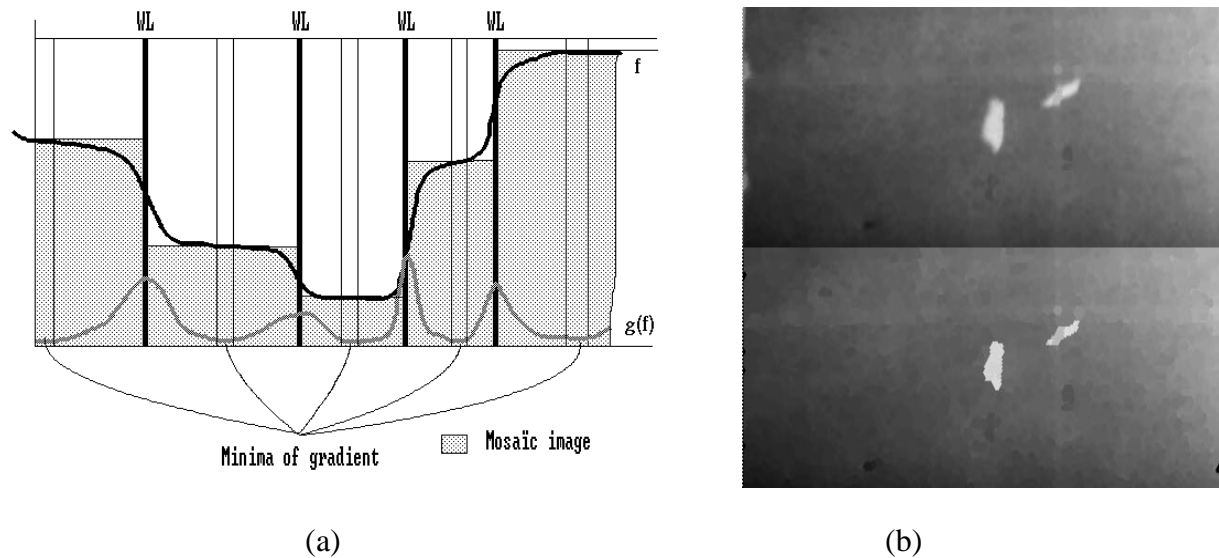 WL WL WL WL
f
g(f)
Minima of gradient
Mosaïc image
(a) (b)